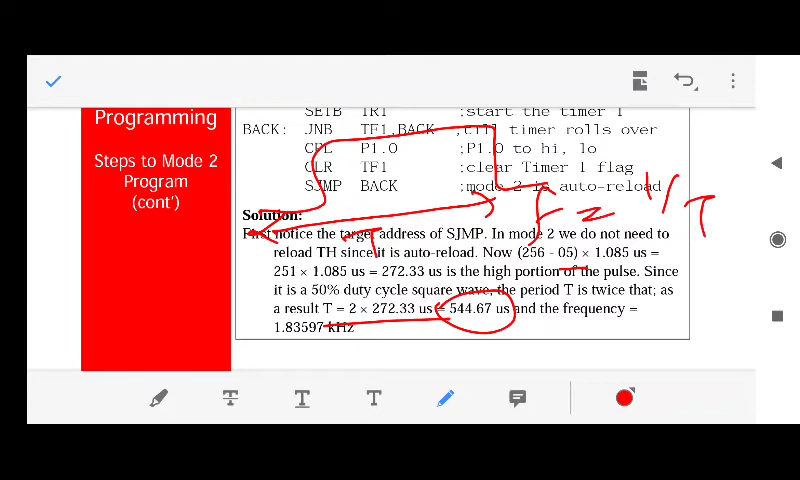 Programming
Steps to Mode 2
Program
(cont')
SETB TR1 ;start the timer 1
BACK: JNB TF1,BACK ;till timer rolls over
CPL P1.0 ;P1.0 to hi, lo
CLR TF1 ;clear Timer 1 flag
SJMP BACK ;mode 2 is auto-reload
Solution:
First notice the target address of SJMP. In mode 2 we do not need to
reload TH since it is auto-reload. Now (256 - 05) × 1.085 us =
251 × 1.085 us = 272.33 us is the high portion of the pulse. Since
it is a 50% duty cycle square wave, the period T is twice that; as
a result T = 2 × 272.33 us = 544.67 us and the frequency =
1.83597 kHz
T
f = 1/T
T
T
T